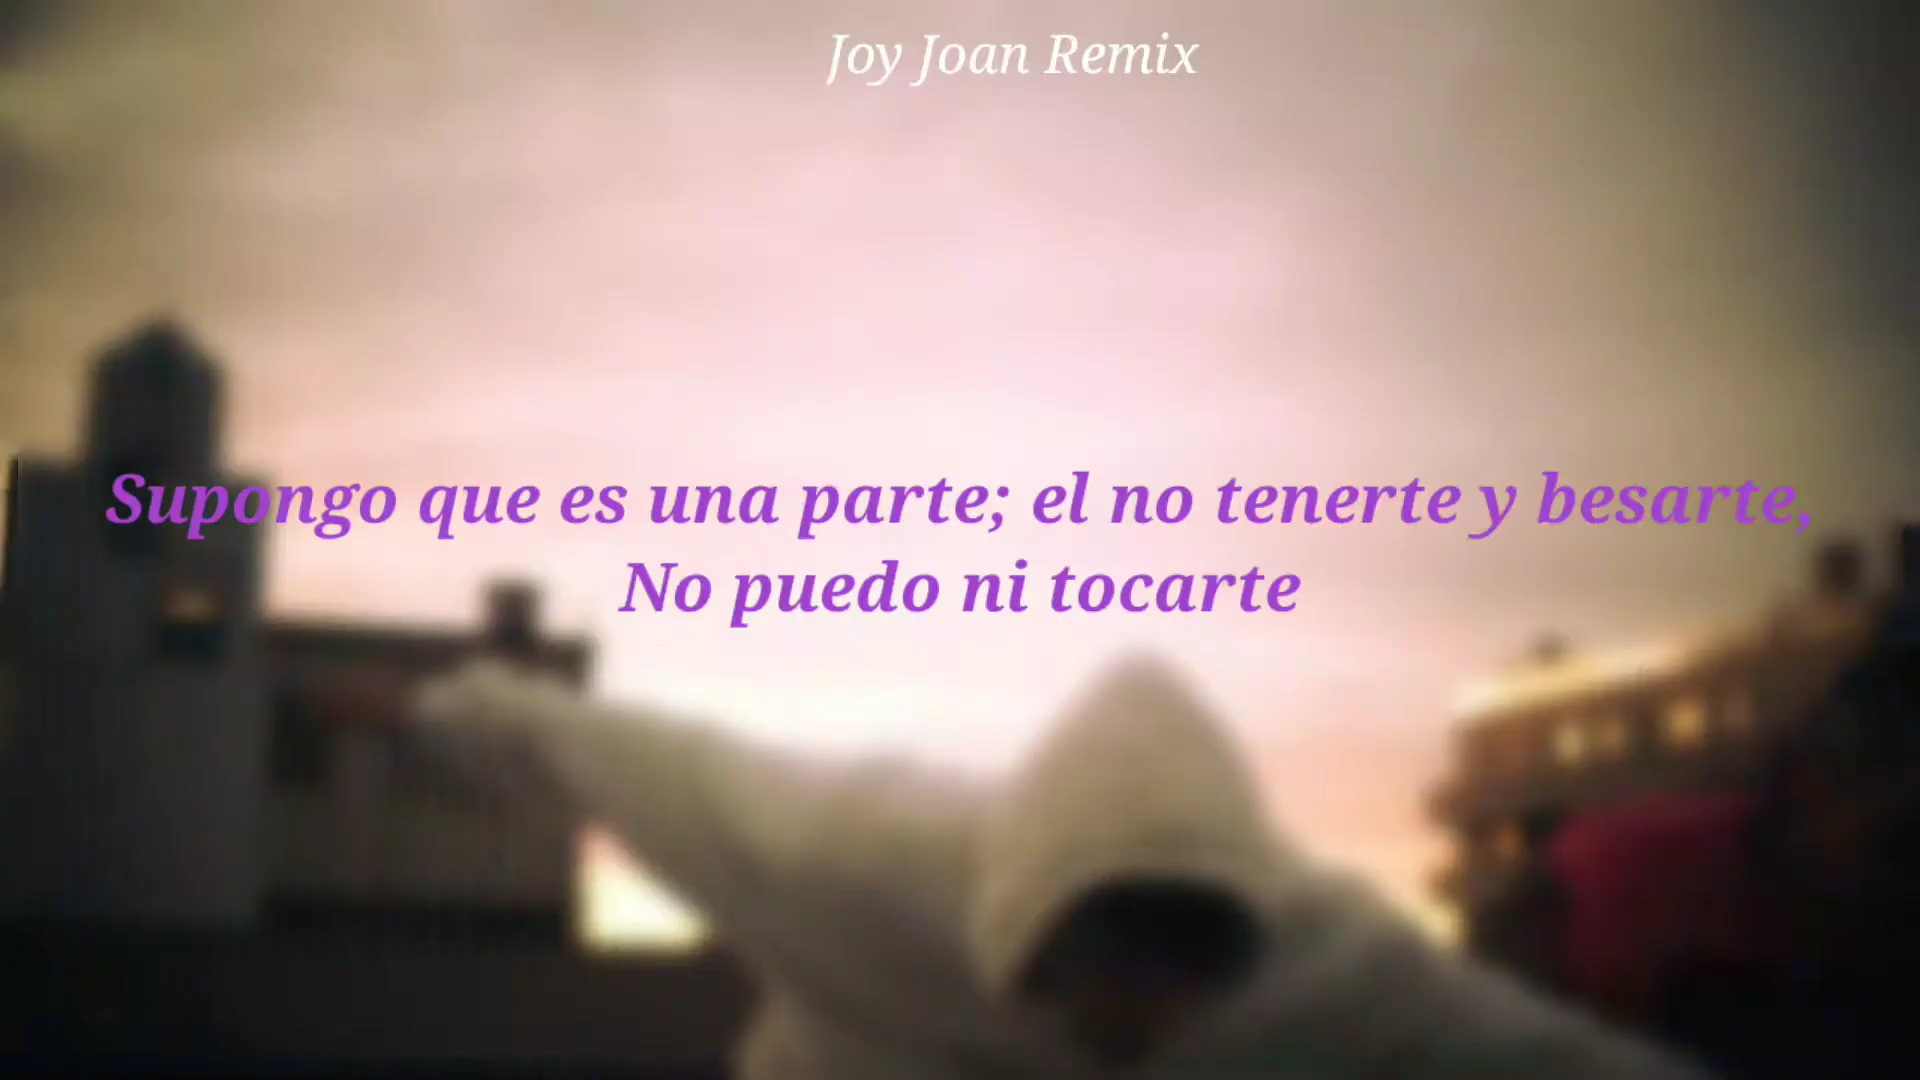 Joy Joan Remix
Supongo que es una parte; el no tenerte y besarte,
No puedo ni tocarte